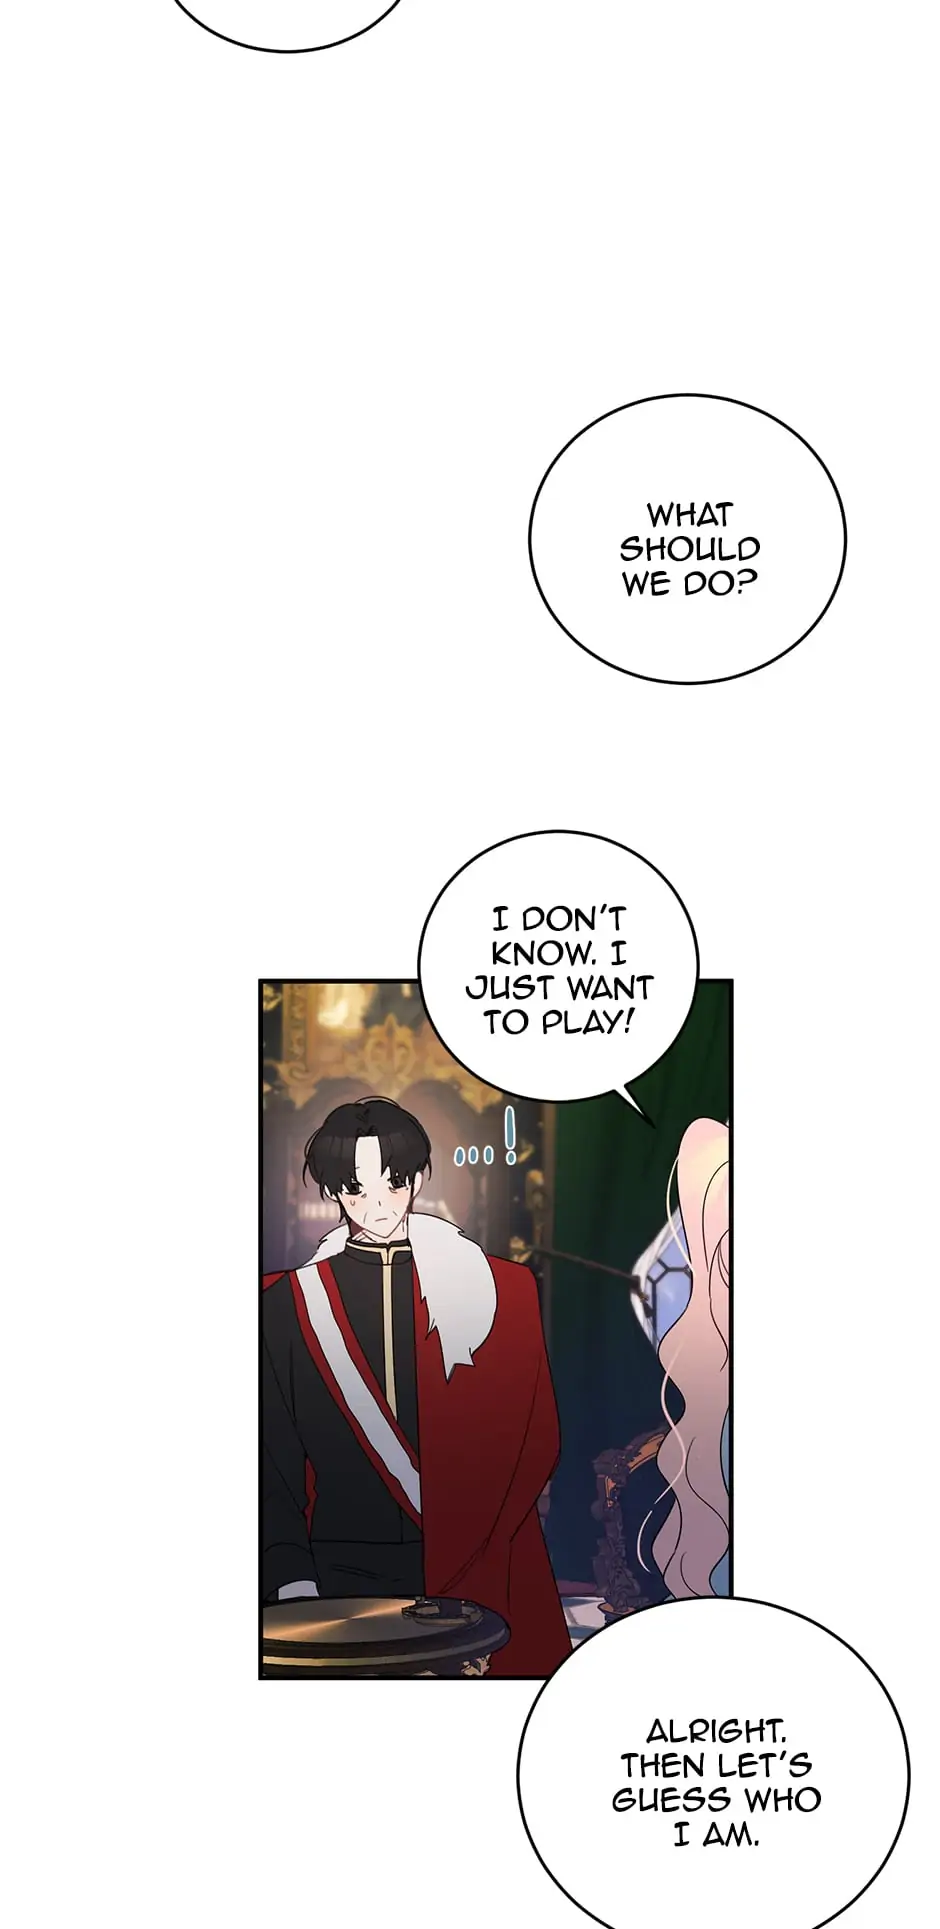 WHAT
SHOULD
WE DO?
I DON'T
KNOW. I
JUST WANT
TO PLAY!
...!
ALRIGHT.
THEN LET'S
GUESS WHO
I AM.